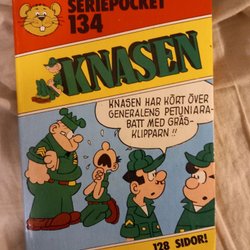 SERIEPOCKET
134
KNASEN
KNASEN HAR KÖRT ÖVER
GENERALENS PETUNIARA-
BATT MED GRÄS-
KLIPPARN!!
128 SIDOR!